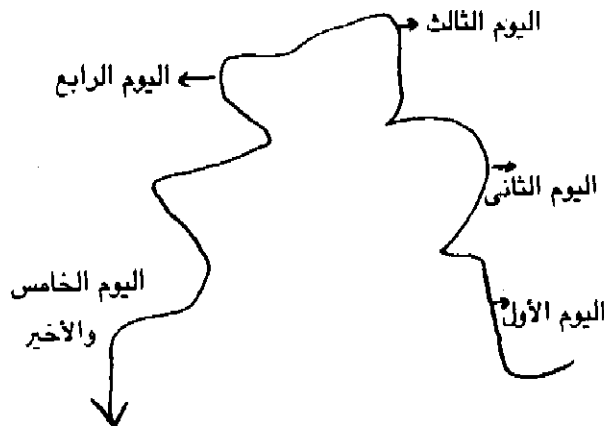 اليوم الثالث
اليوم الرابع
اليوم الثانى
اليوم الخامس
والأخير
اليوم الأول